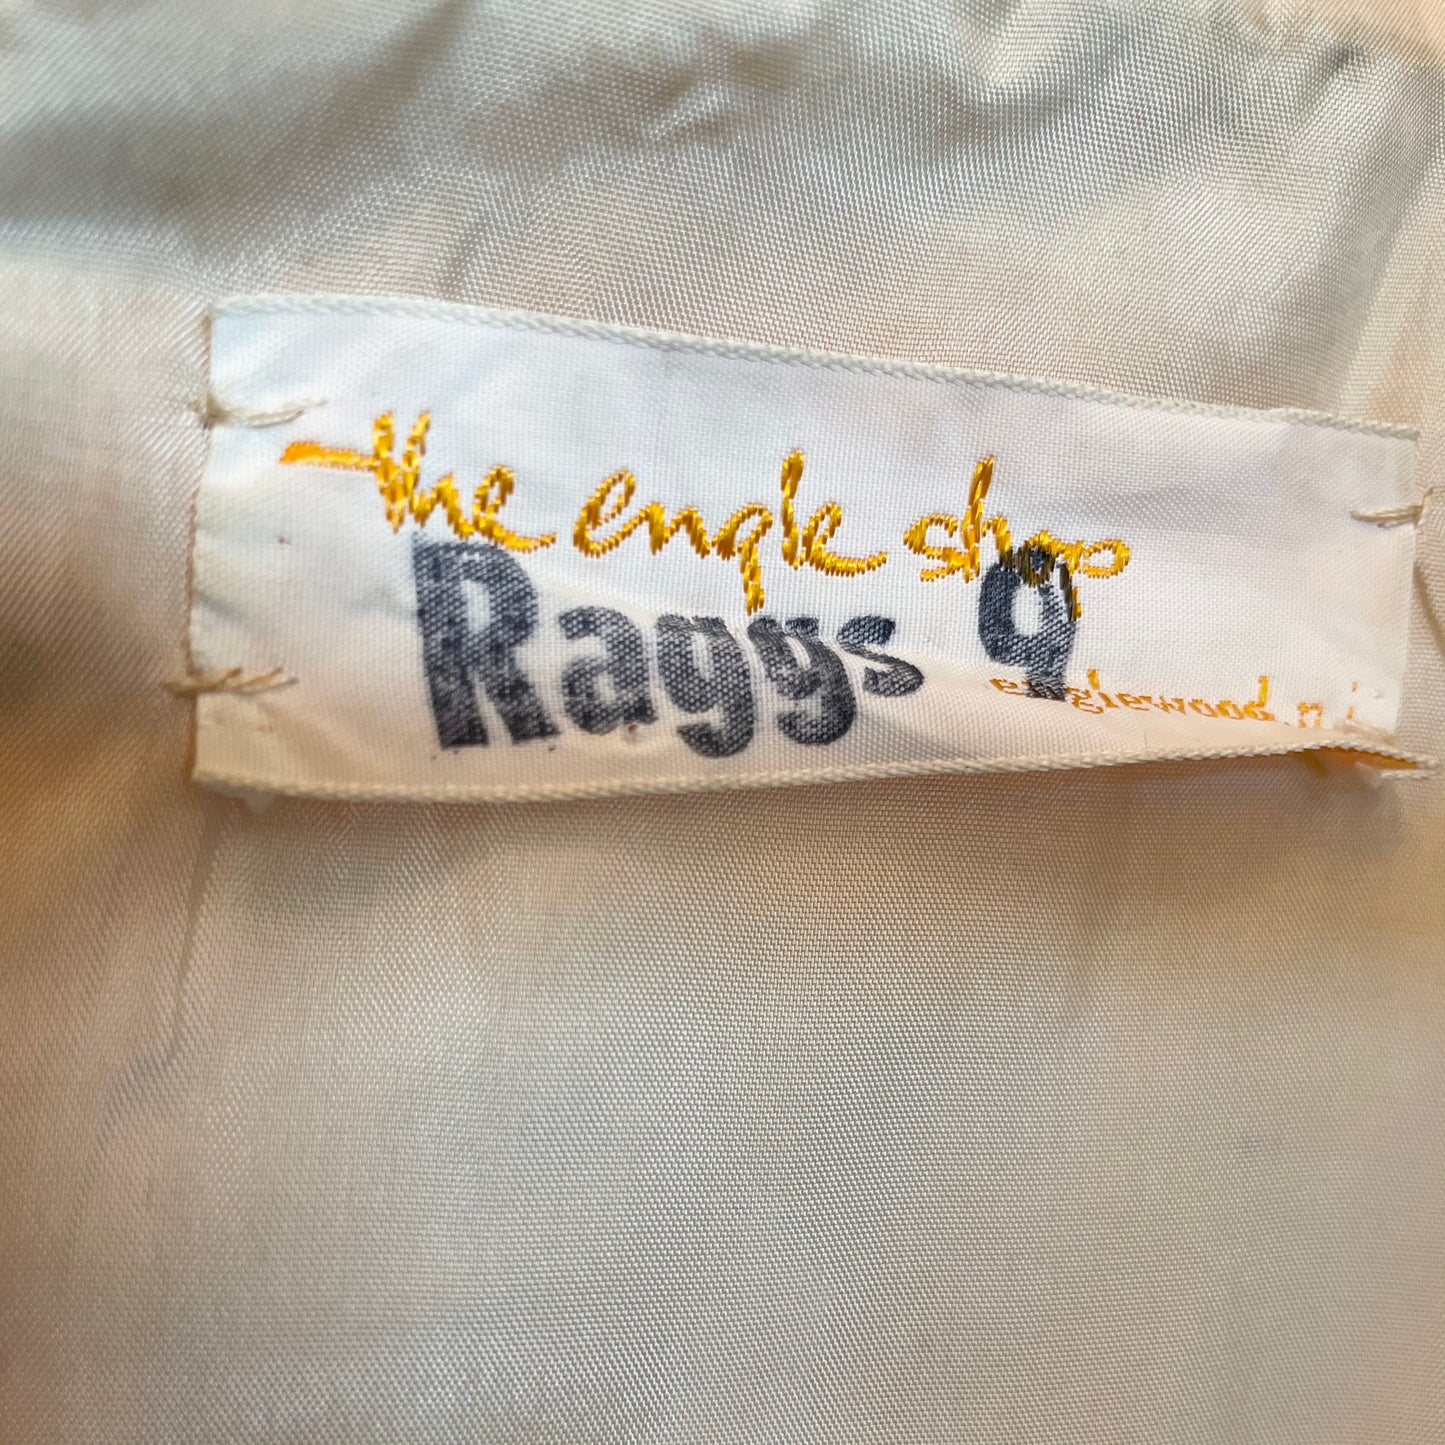 the engle shop
Raggs 9
englewood, n.j.